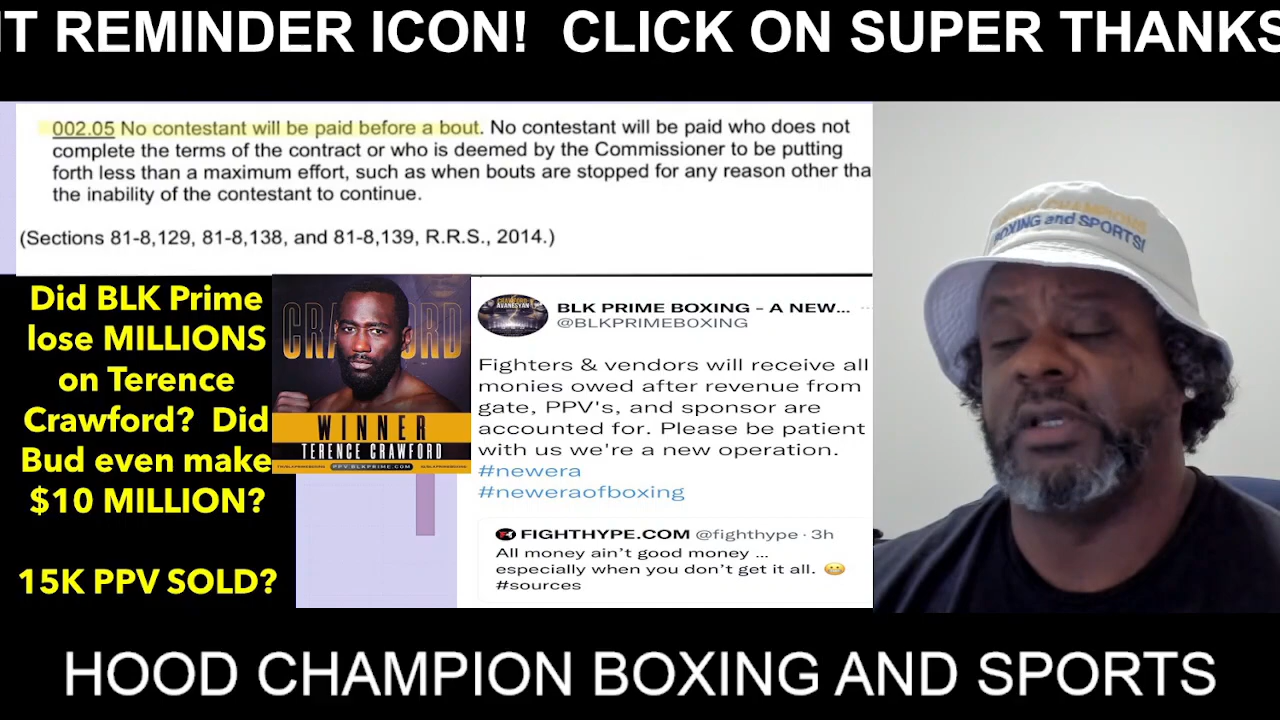 IT REMINDER ICON! CLICK ON SUPER THANKS
002.05 No contestant will be paid before a bout. No contestant will be paid who does not
complete the terms of the contract or who is deemed by the Commissioner to be putting
forth less than a maximum effort, such as when bouts are stopped for any reason other tha
the inability of the contestant to continue.
(Sections 81-8,129, 81-8,138, and 81-8,139, R.R.S., 2014.)
Did BLK Prime
lose MILLIONS
on Terence
Crawford? Did
Bud even make
$10 MILLION?
15K PPV SOLD?
CRAWFORD
WINNER
TERENCE CRAWFORD
PPV.BLKPRIME.COM
BLK PRIME BOXING - A NEW...
@BLKPRIMEBOXING
Fighters & vendors will receive all
monies owed after revenue from
gate, PPV's, and sponsor are
accounted for. Please be patient
with us we're a new operation.
#newera
#neweraofboxing
FIGHTHYPE.COM @fighthype · 3h
All money ain't good money ...
especially when you don't get it all. 😬
#sources
CHAMPIONS
BOXING and SPORTS!
HOOD CHAMPION BOXING AND SPORTS